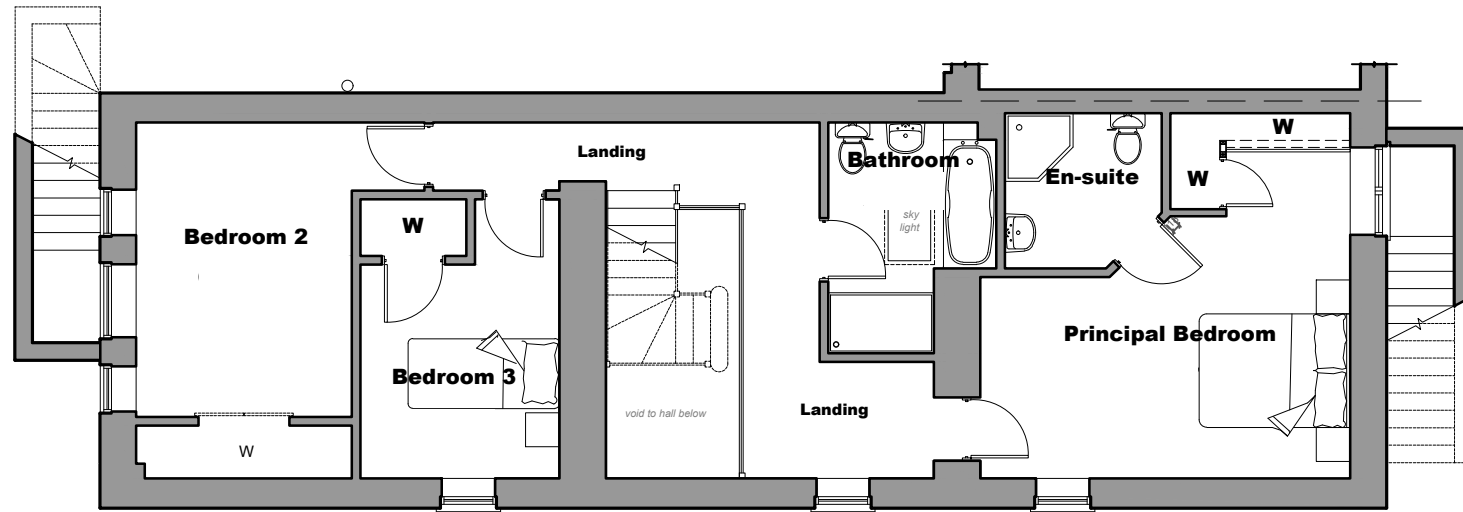 W
Landing
Bathroom
En-suite
W
sky
light
W
Bedroom 2
Principal Bedroom
Bedroom 3
void to hall below
Landing
W